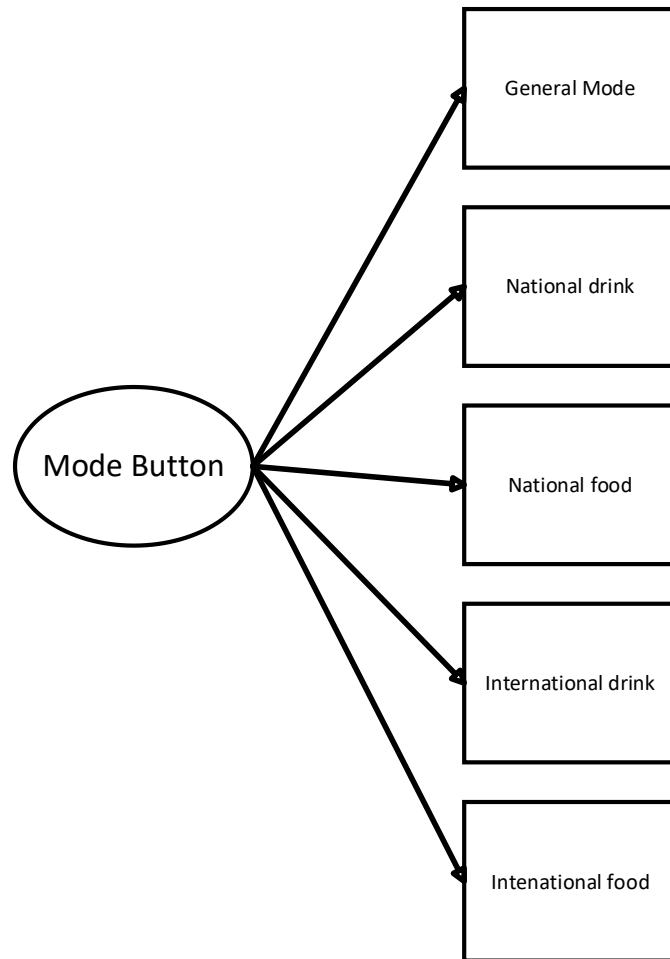 General Mode
National drink
Mode Button
National food
International drink
Intenational food